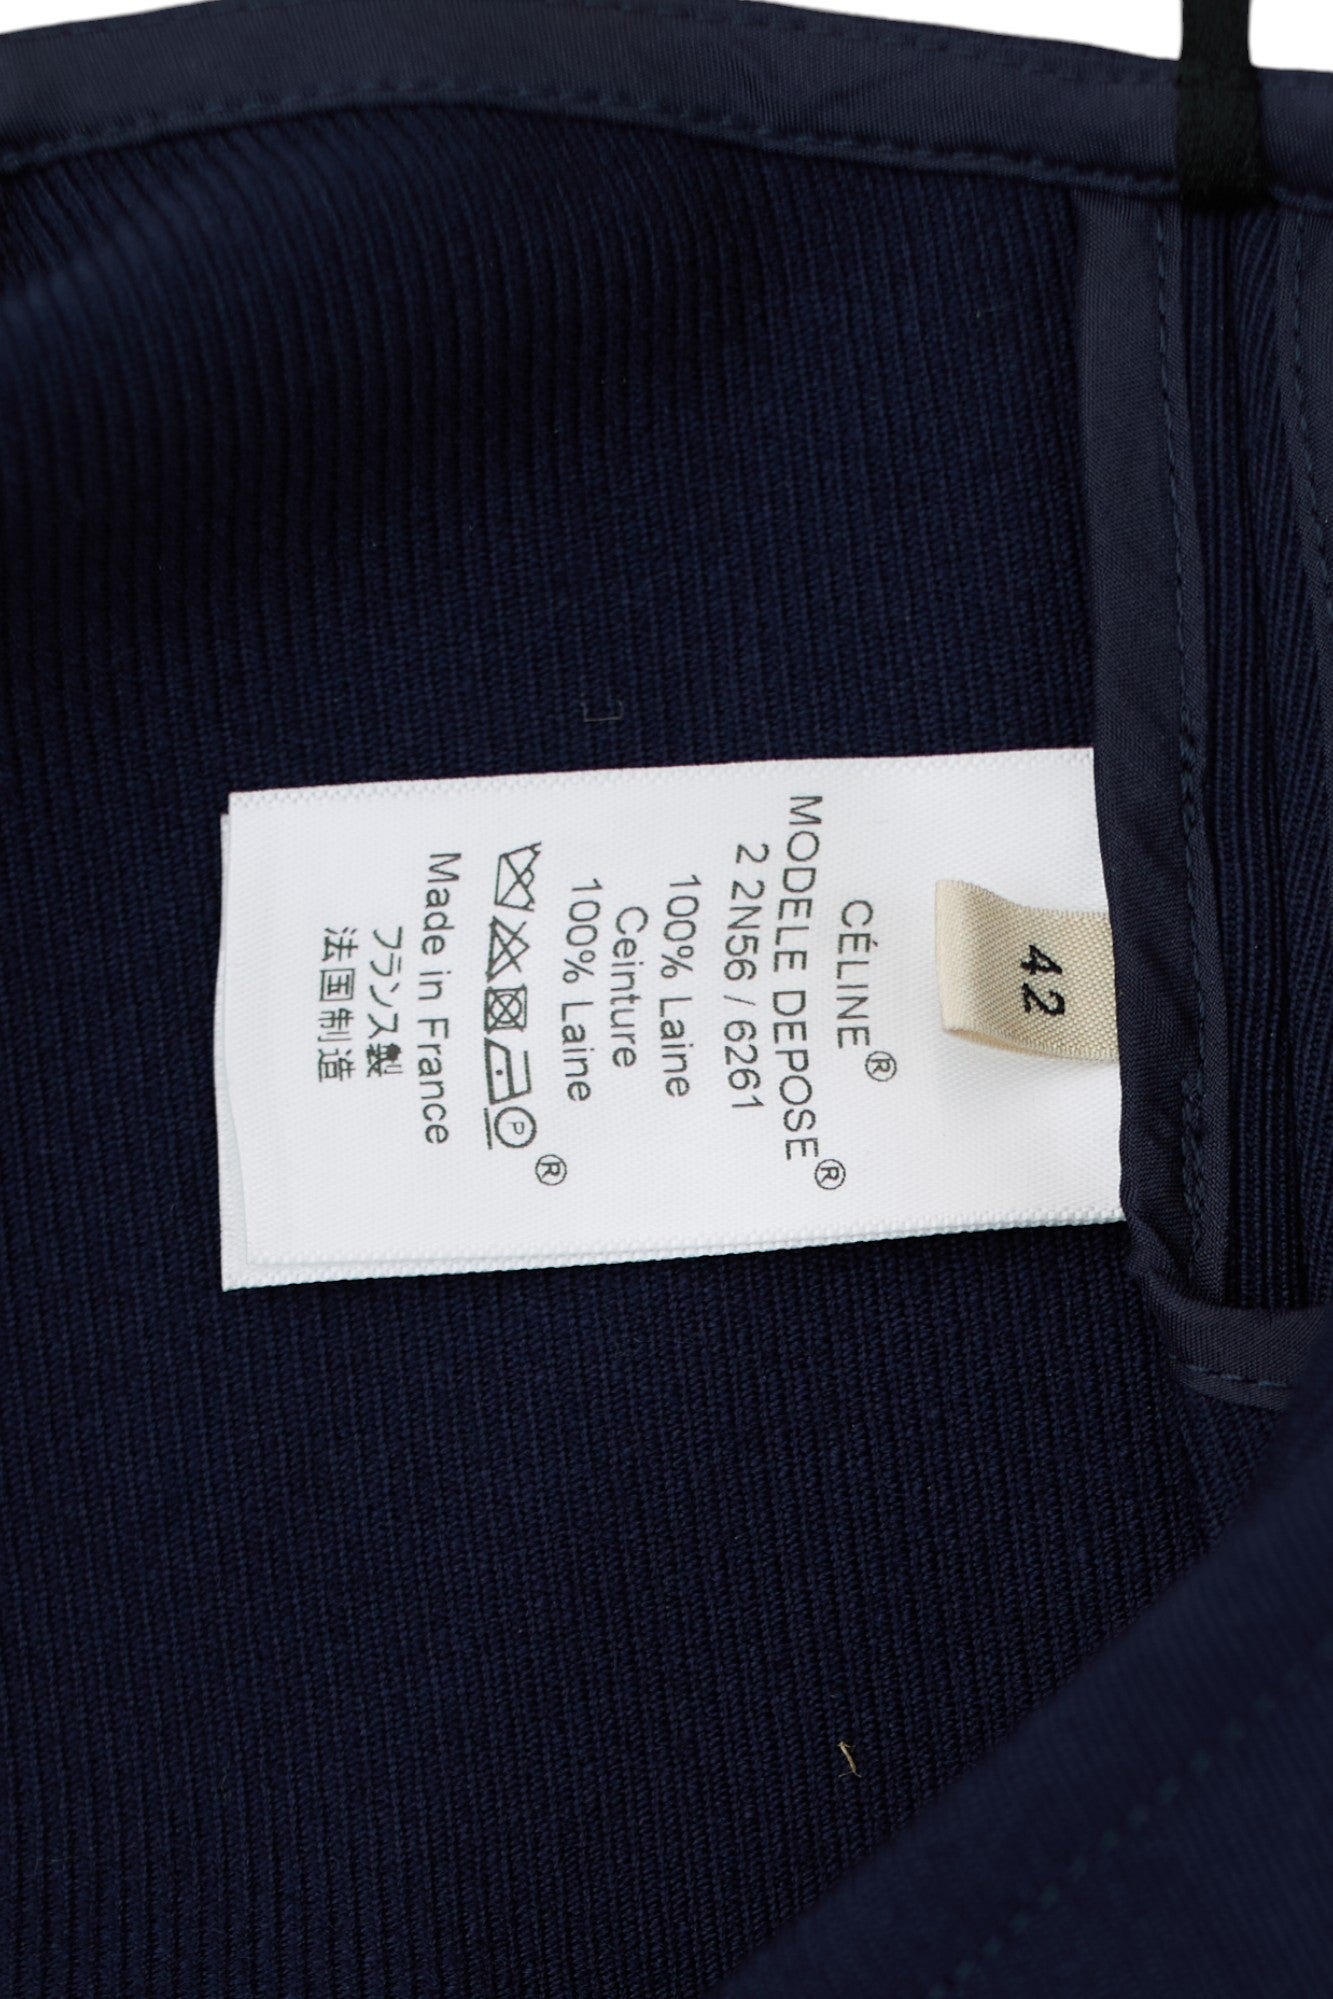 42
CÉLINE®
MODELE DEPOSE®
2 2N56 / 6261
100% Laine
Ceinture
100% Laine
P ®
Made in France
フランス製
法国制造